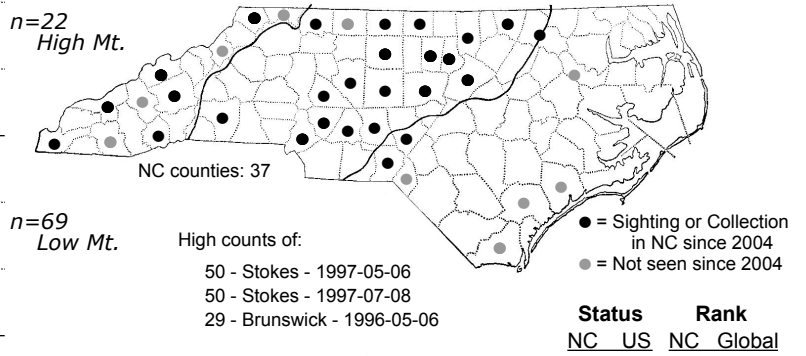 n=22
High Mt.
NC counties: 37
n=69
Low Mt.
High counts of:
50 - Stokes - 1997-05-06
50 - Stokes - 1997-07-08
29 - Brunswick - 1996-05-06
= Sighting or Collection
in NC since 2004
= Not seen since 2004
Status Rank
NC US NC Global